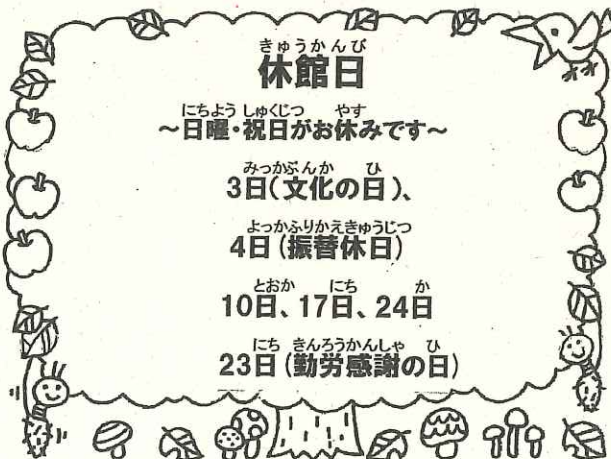 きゅうかんび
休館日
にちよう しゅくじつ やす
～日曜・祝日がお休みです～
みっかぶんか ひ
3日(文化の日)、
よっかふりかえきゅうじつ
4日(振替休日)
とおか にち か
10日、17日、24日
にち きんろうかんしゃ ひ
23日(勤労感謝の日)